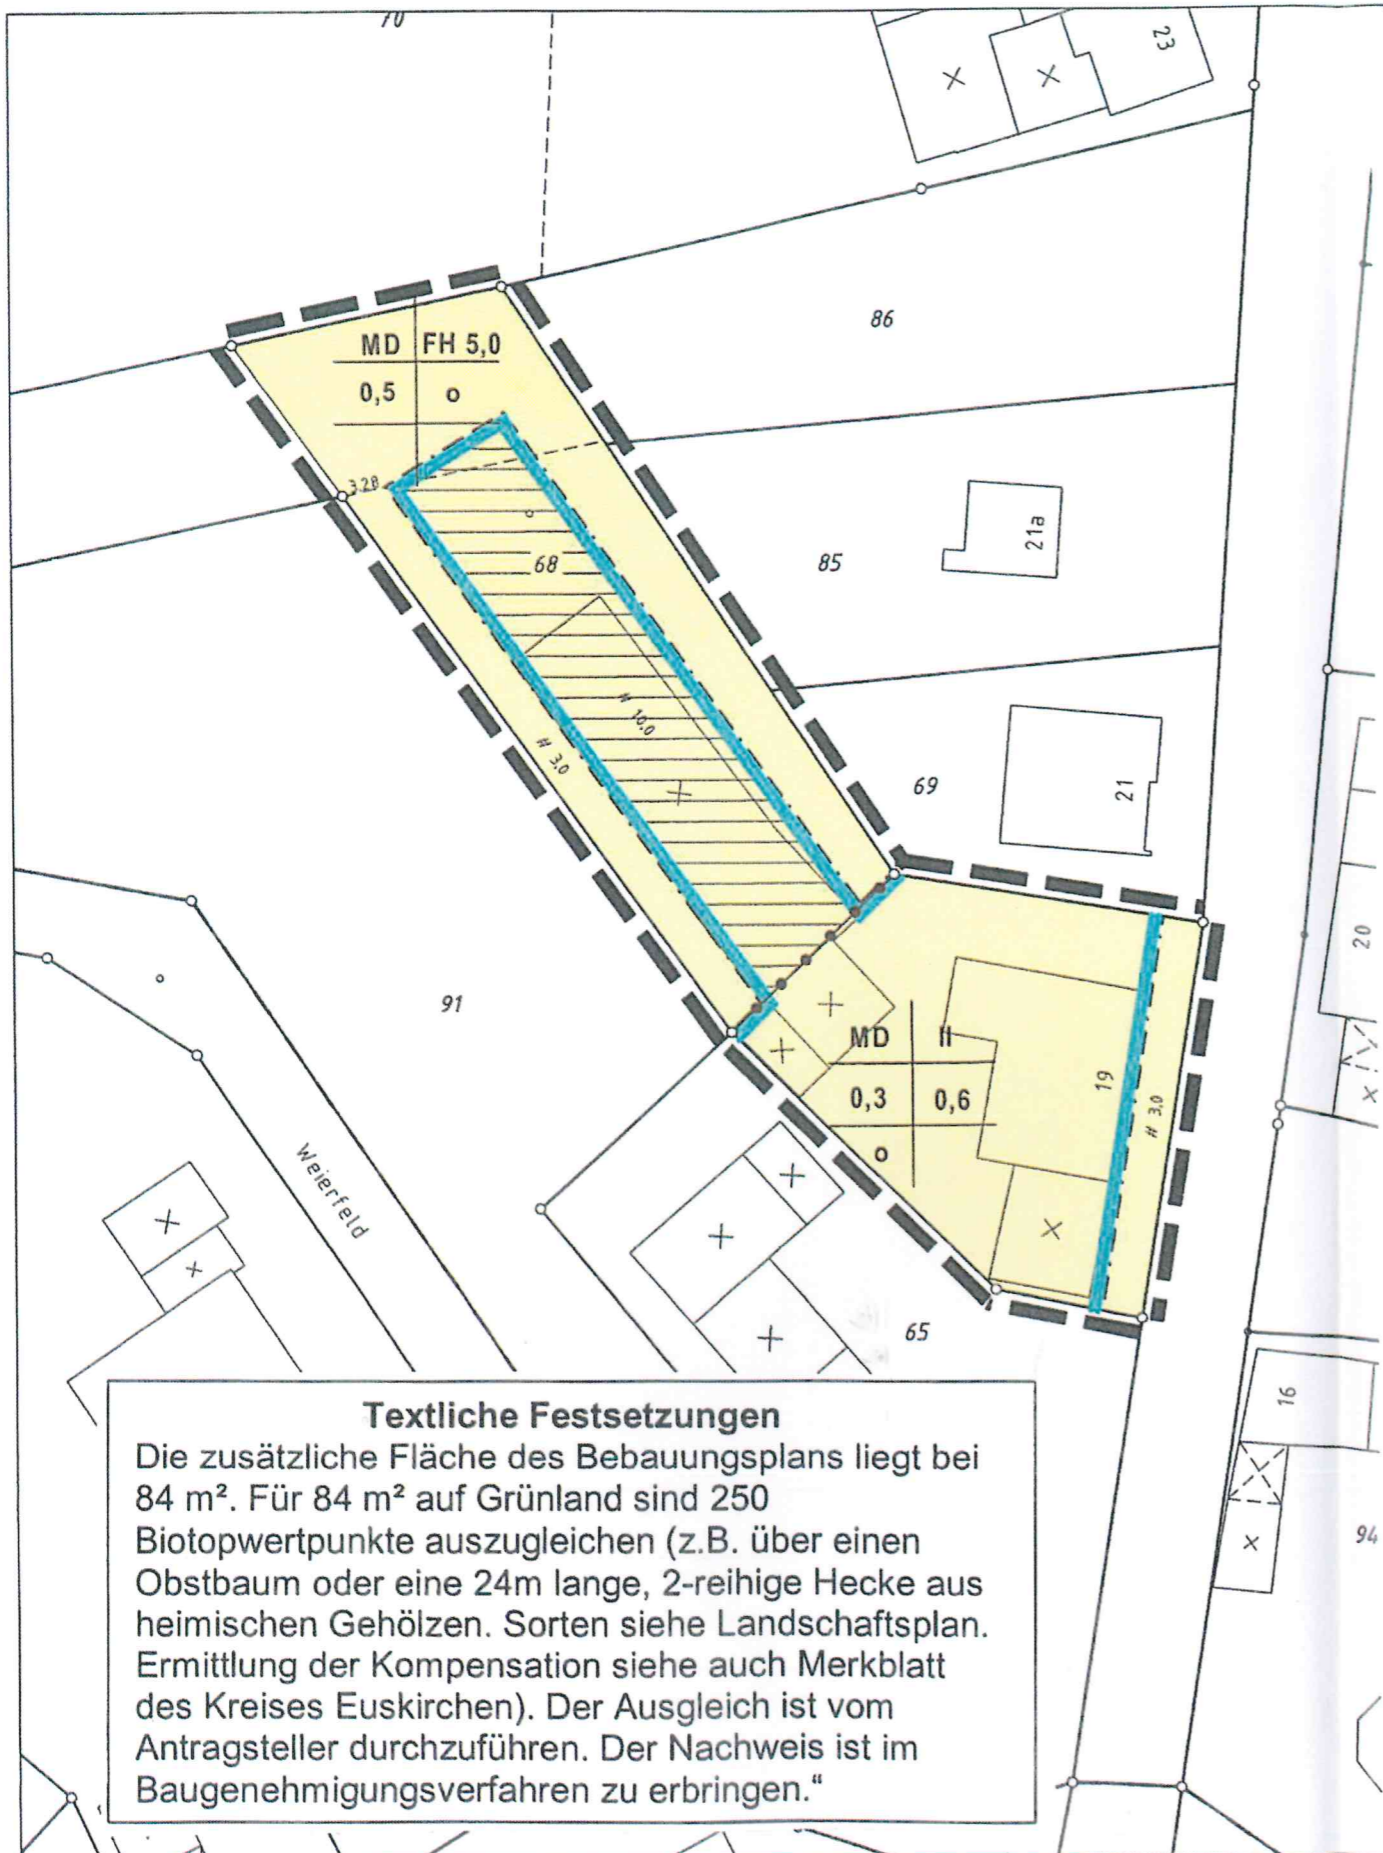 70
23
86
MD FH 5,0
0,5 o
3.28
68
85
21a
10,0
3,0
69
21
20
91
MD II
0,3 0,6
o
19
3,0
Weierfeld
65
16
94
Textliche Festsetzungen
Die zusätzliche Fläche des Bebauungsplans liegt bei
84 m². Für 84 m² auf Grünland sind 250
Biotopwertpunkte auszugleichen (z.B. über einen
Obstbaum oder eine 24m lange, 2-reihige Hecke aus
heimischen Gehölzen. Sorten siehe Landschaftsplan.
Ermittlung der Kompensation siehe auch Merkblatt
des Kreises Euskirchen). Der Ausgleich ist vom
Antragsteller durchzuführen. Der Nachweis ist im
Baugenehmigungsverfahren zu erbringen.“